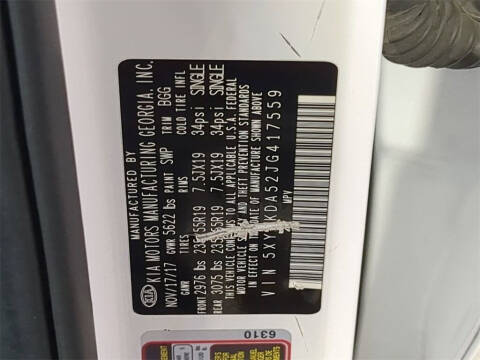 MANUFACTURED BY
KIA KIA MOTORS MANUFACTURING GEORGIA, INC.
NOV/17/17 GVWR 5622 lbs PAINT SWP TRIM BGG
GAWR RIMS COLD TIRE INFL
FRONT 2976 lbs 55R19 7.5JX19 34psi SINGLE
REAR 3075 lbs 55R19 7.5JX19 34psi SINGLE
THIS VEHICLE CONFORMS TO ALL APPLICABLE U.S.A. FEDERAL
MOTOR VEHICLE SAFETY, BUMPER, AND THEFT PREVENTION STANDARDS
IN EFFECT ON THE DATE OF MANUFACTURE SHOWN ABOVE
VIN 5XY KDA52JG417559
MPV
6310